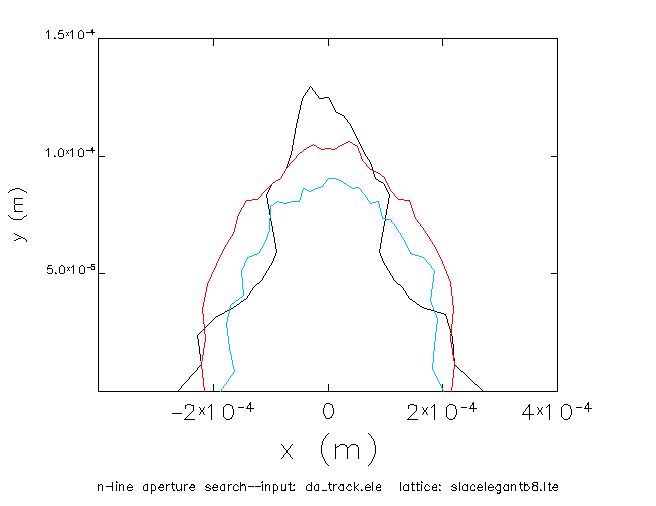 1.5×10⁻⁴
1.0×10⁻⁴
5.0×10⁻⁵
y (m)
−2×10⁻⁴ 0 2×10⁻⁴ 4×10⁻⁴
x (m)
n-line aperture search--input: da_track.ele lattice: slacelegantb8.lte